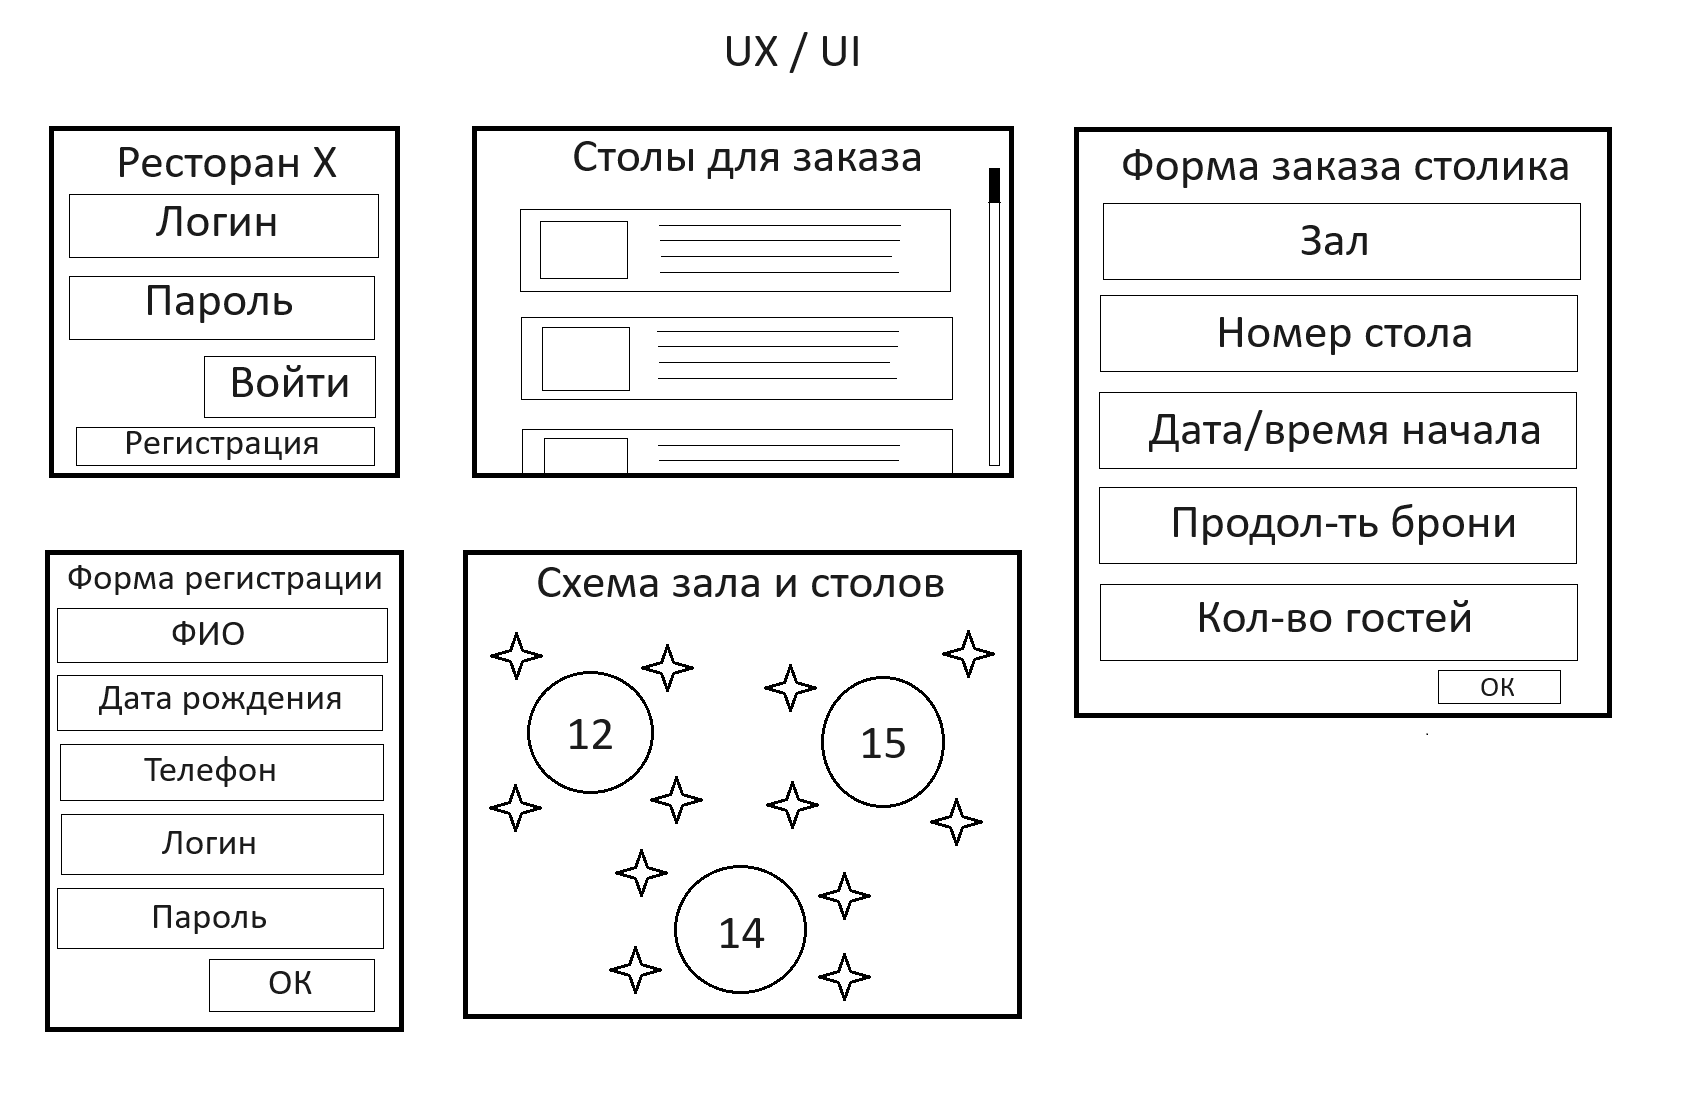 UX / UI
Ресторан X
Логин
Пароль
Войти
Регистрация
Столы для заказа
Форма заказа столика
Зал
Номер стола
Дата/время начала
Продол-ть брони
Кол-во гостей
ОК
Форма регистрации
ФИО
Дата рождения
Телефон
Логин
Пароль
ОК
Схема зала и столов
12
15
14